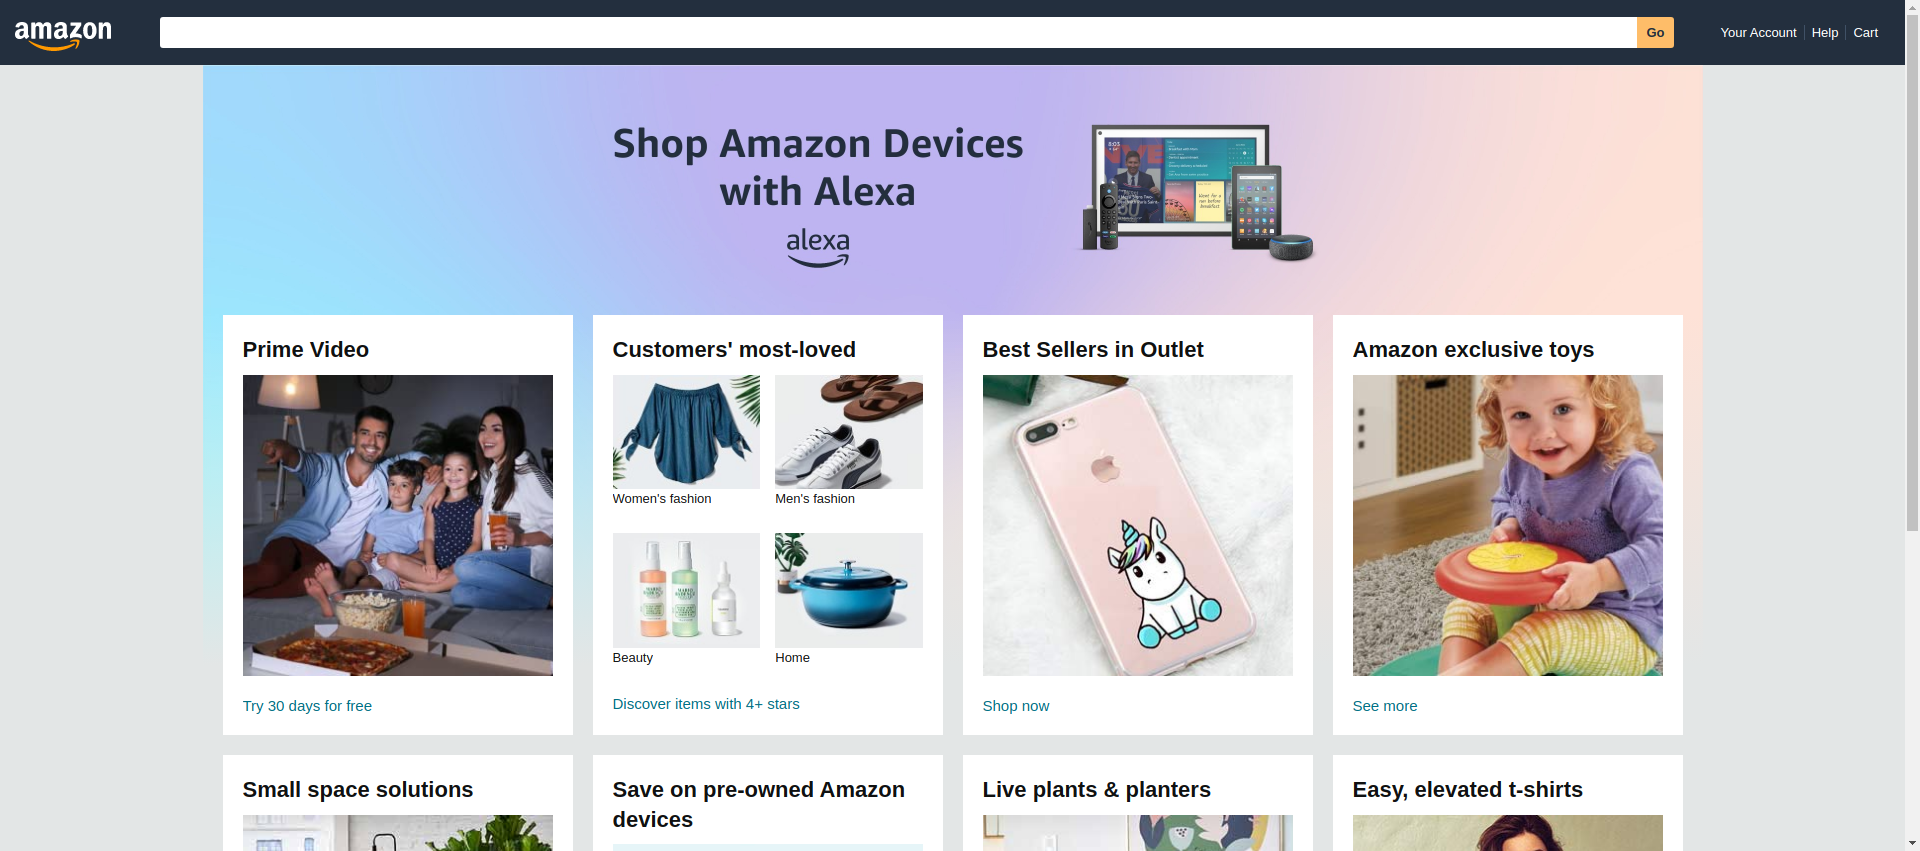 amazon
Go
Your Account
Help
Cart
Shop Amazon Devices
with Alexa
alexa
Prime Video
Try 30 days for free
Customers' most-loved
Women's fashion
Men's fashion
Beauty
Home
Discover items with 4+ stars
Best Sellers in Outlet
Shop now
Amazon exclusive toys
See more
Small space solutions
Save on pre-owned Amazon
devices
Live plants & planters
Easy, elevated t-shirts